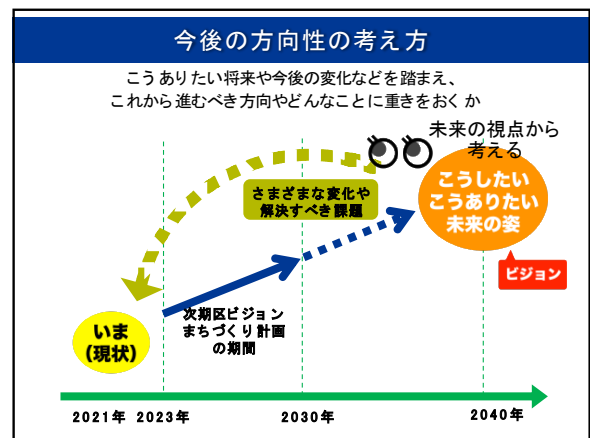 今後の方向性の考え方
こうありたい将来や今後の変化などを踏まえ、
これから進むべき方向やどんなことに重きをおくか
未来の視点から
考える
こうしたい
こうありたい
未来の姿
さまざまな変化や
解決すべき課題
ビジョン
次期区ビジョン
まちづくり計画
の期間
いま
(現状)
2021年 2023年 2030年 2040年